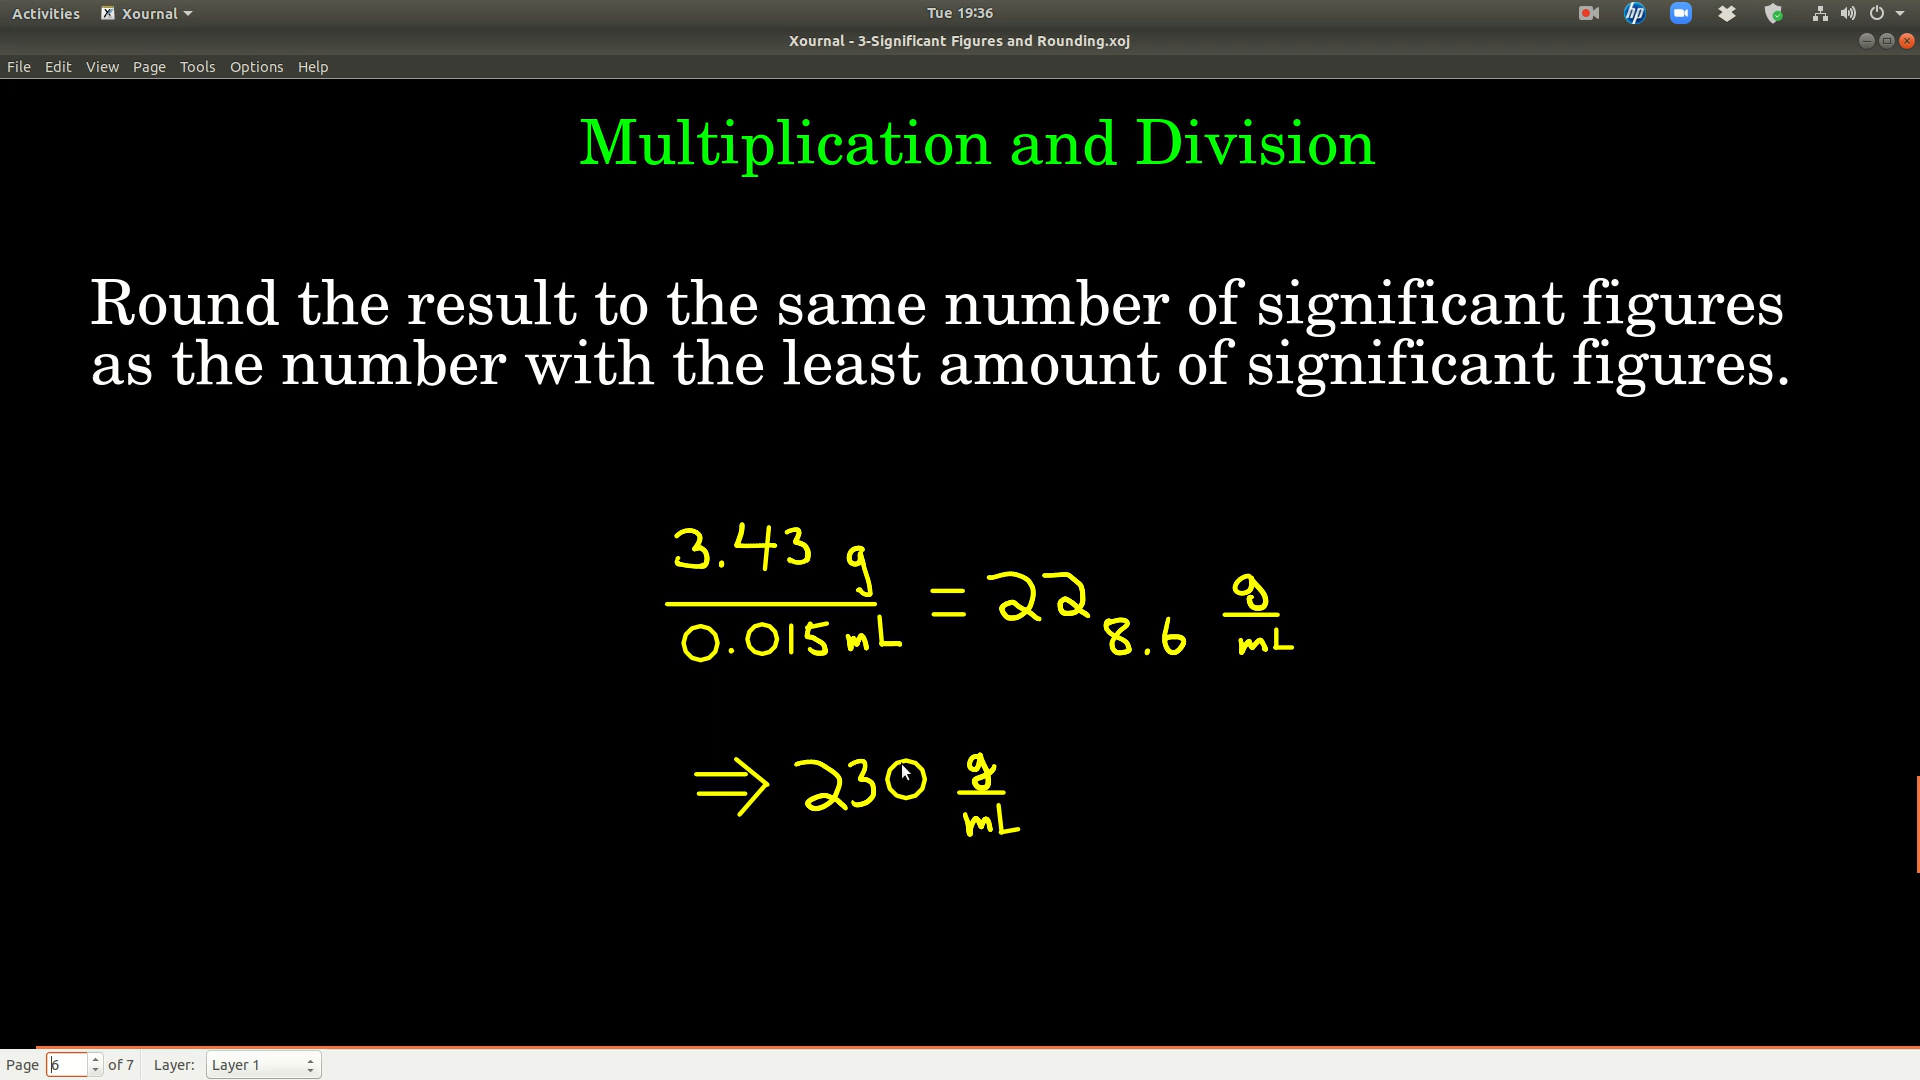 Activities Xournal Tue 19:36
Xournal - 3-Significant Figures and Rounding.xoj
File Edit View Page Tools Options Help
Multiplication and Division
Round the result to the same number of significant figures
as the number with the least amount of significant figures.
3.43 g
0.015 mL
= 22 8.6 g
mL
⇒ 230 g
mL
Page 6 of 7 Layer: Layer 1